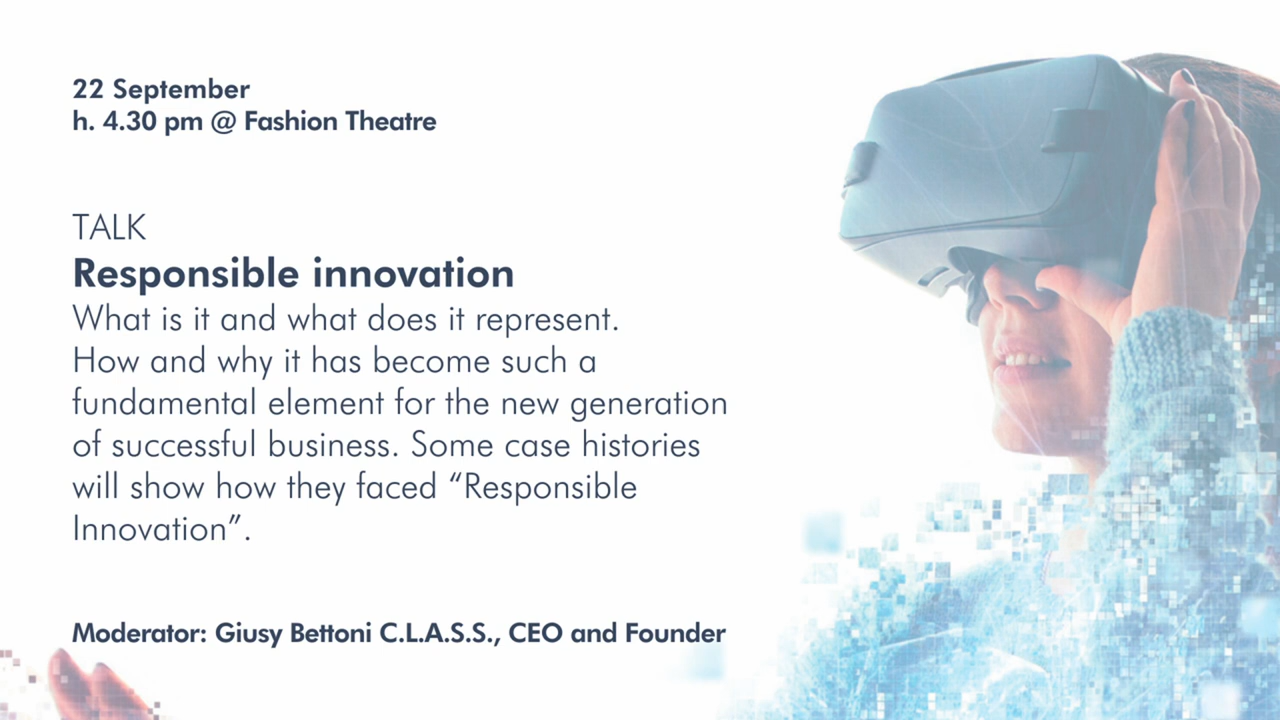 22 September
h. 4.30 pm @ Fashion Theatre
TALK
Responsible innovation
What is it and what does it represent.
How and why it has become such a
fundamental element for the new generation
of successful business. Some case histories
will show how they faced “Responsible
Innovation”.
Moderator: Giusy Bettoni C.L.A.S.S., CEO and Founder